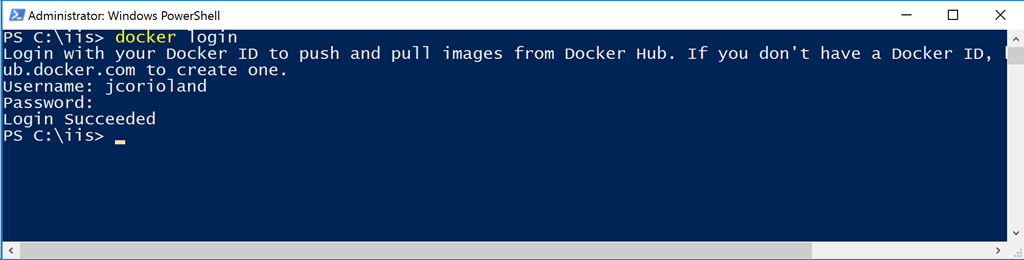 Administrator: Windows PowerShell
PS C:\iis> docker login
Login with your Docker ID to push and pull images from Docker Hub. If you don't have a Docker ID,
ub.docker.com to create one.
Username: jcorioland
Password:
Login Succeeded
PS C:\iis>